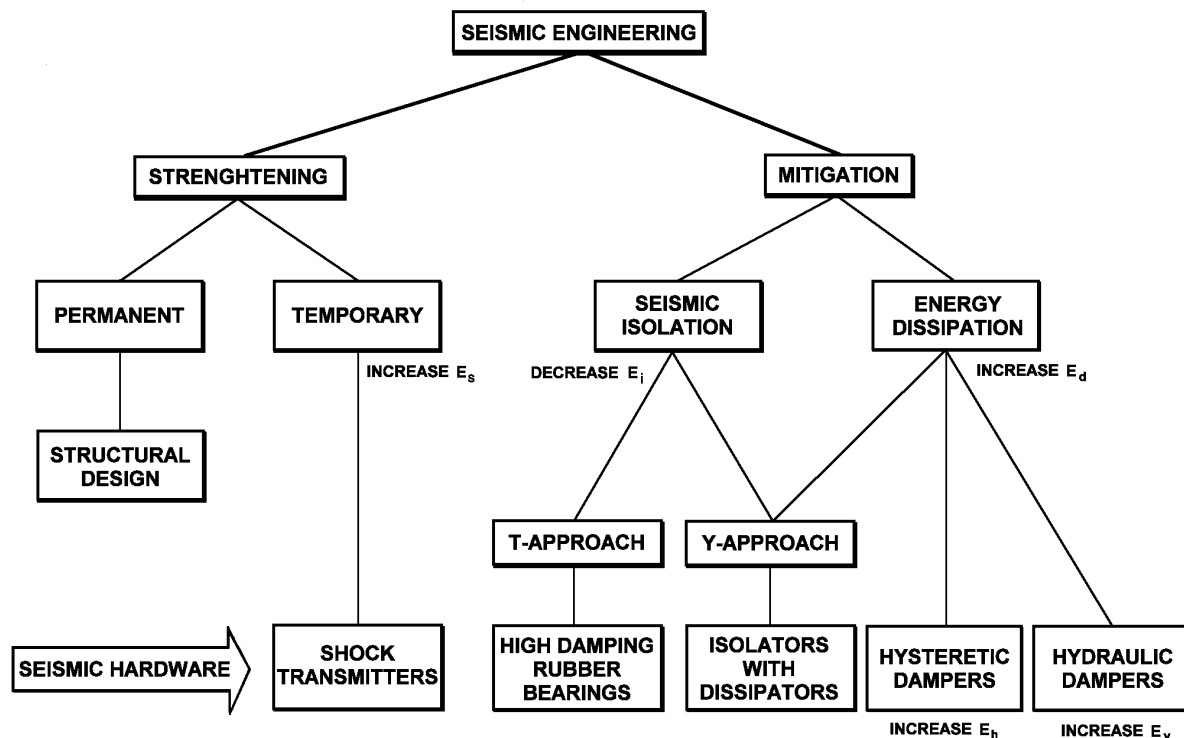 SEISMIC ENGINEERING
STRENGHTENING
MITIGATION
PERMANENT
TEMPORARY
SEISMIC
ISOLATION
ENERGY
DISSIPATION
INCREASE Es
DECREASE Ei
INCREASE Ed
STRUCTURAL
DESIGN
T-APPROACH
Y-APPROACH
SEISMIC HARDWARE
SHOCK
TRANSMITTERS
HIGH DAMPING
RUBBER
BEARINGS
ISOLATORS
WITH
DISSIPATORS
HYSTERETIC
DAMPERS
HYDRAULIC
DAMPERS
INCREASE Eh
INCREASE Ev